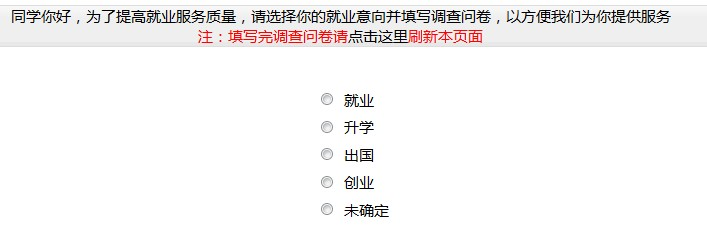 同学你好，为了提高就业服务质量，请选择你的就业意向并填写调查问卷，以方便我们为你提供服务
注：填写完调查问卷请点击这里刷新本页面
就业
升学
出国
创业
未确定